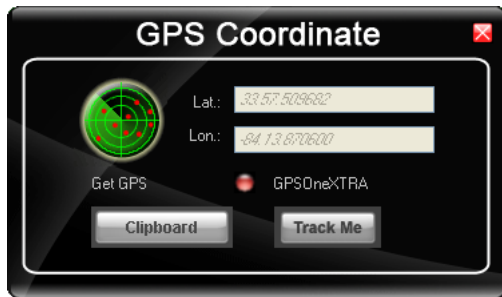 GPS Coordinate
Lat.: 33.57.509682
Lon.: -84.13.870600
Get GPS GPSOneXTRA
Clipboard Track Me